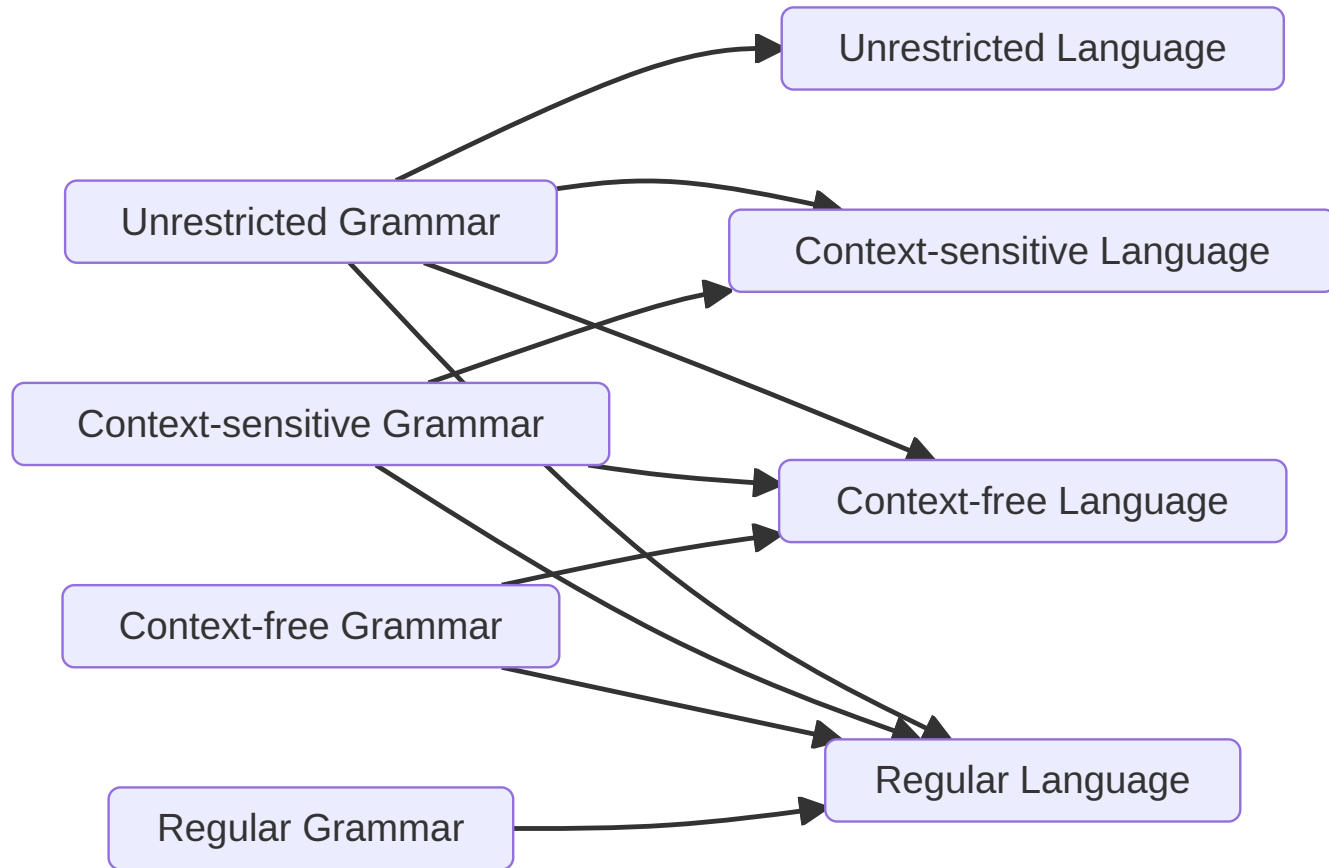 Unrestricted Language
Unrestricted Grammar
Context-sensitive Language
Context-sensitive Grammar
Context-free Language
Context-free Grammar
Regular Language
Regular Grammar